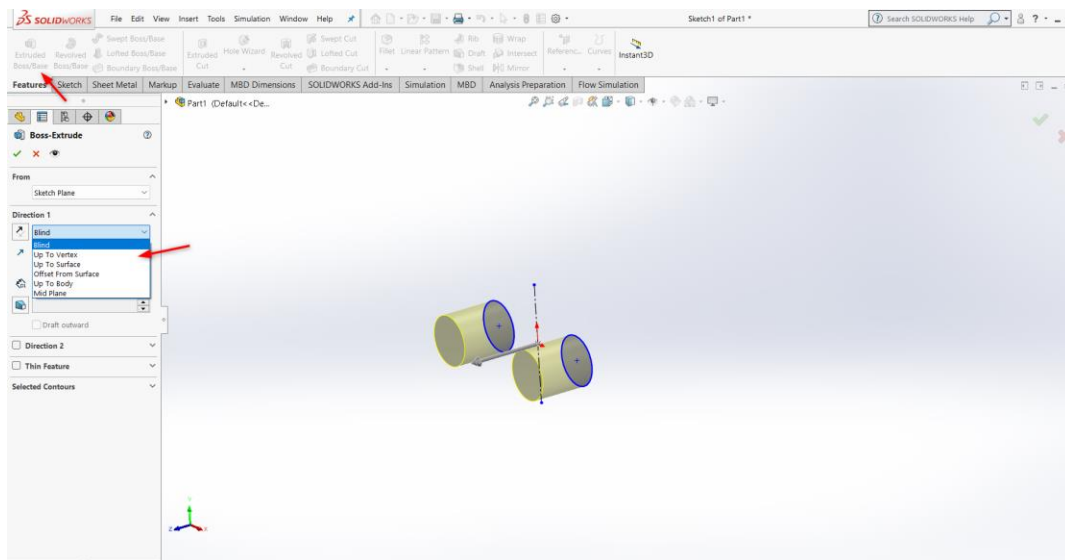 SOLIDWORKS File Edit View Insert Tools Simulation Window Help Sketch1 of Part1 * Search SOLIDWORKS Help ?
Extruded Boss/Base Revolved Boss/Base Swept Boss/Base Lofted Boss/Base Boundary Boss/Base Extruded Cut Hole Wizard Revolved Cut Swept Cut Lofted Cut Boundary Cut Fillet Linear Pattern Rib Draft Shell Wrap Intersect Mirror Referenc... Curves Instant3D
Features Sketch Sheet Metal Markup Evaluate MBD Dimensions SOLIDWORKS Add-Ins Simulation MBD Analysis Preparation Flow Simulation
Part1 (Default<<De...
Boss-Extrude
From
Sketch Plane
Direction 1
Blind
Blind
Up To Vertex
Up To Surface
Offset From Surface
Up To Body
Mid Plane
Draft outward
Direction 2
Thin Feature
Selected Contours
Y
Z X